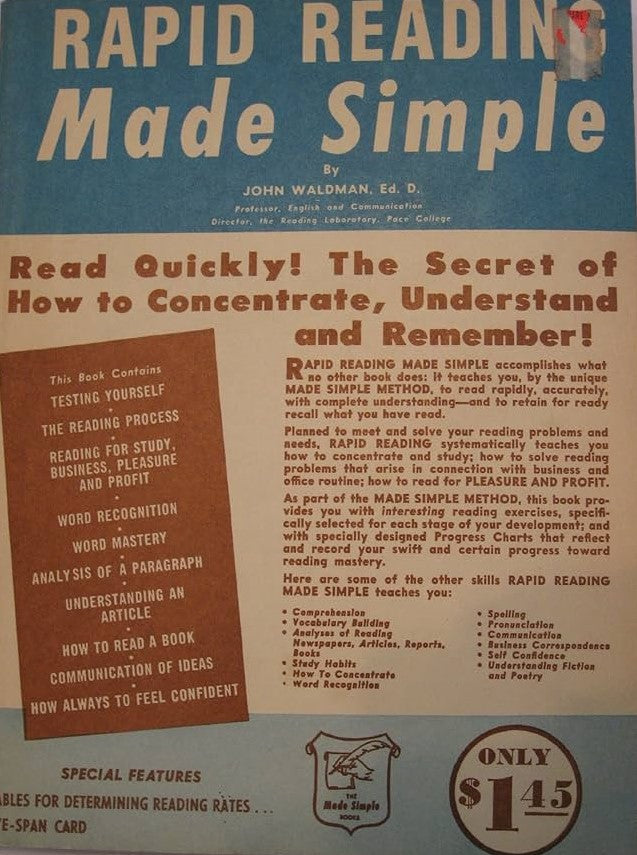 RAPID READING
Made Simple
By
JOHN WALDMAN, Ed. D.
Professor, English and Communication
Director, the Reading Laboratory, Pace College
Read Quickly! The Secret of
How to Concentrate, Understand
and Remember!
This Book Contains
TESTING YOURSELF
•
THE READING PROCESS
•
READING FOR STUDY,
BUSINESS, PLEASURE
AND PROFIT
•
WORD RECOGNITION
•
WORD MASTERY
•
ANALYSIS OF A PARAGRAPH
•
UNDERSTANDING AN
ARTICLE
•
HOW TO READ A BOOK
•
COMMUNICATION OF IDEAS
•
HOW ALWAYS TO FEEL CONFIDENT
RAPID READING MADE SIMPLE accomplishes what
no other book does: it teaches you, by the unique
MADE SIMPLE METHOD, to read rapidly, accurately,
with complete understanding—and to retain for ready
recall what you have read.
Planned to meet and solve your reading problems and
needs, RAPID READING systematically teaches you
how to concentrate and study; how to solve reading
problems that arise in connection with business and
office routine; how to read for PLEASURE AND PROFIT.
As part of the MADE SIMPLE METHOD, this book pro-
vides you with interesting reading exercises, specifi-
cally selected for each stage of your development; and
with specially designed Progress Charts that reflect
and record your swift and certain progress toward
reading mastery.
Here are some of the other skills RAPID READING
MADE SIMPLE teaches you:
• Comprehension
• Vocabulary Building
• Analyses of Reading
Newspapers, Articles, Reports,
Books
• Study Habits
• How To Concentrate
• Word Recognition
• Spelling
• Pronunciation
• Communication
• Business Correspondence
• Self Confidence
• Understanding Fiction
and Poetry
SPECIAL FEATURES
ABLES FOR DETERMINING READING RATES . . .
E-SPAN CARD
THE
Made Simple
BOOKS
ONLY
$1.45